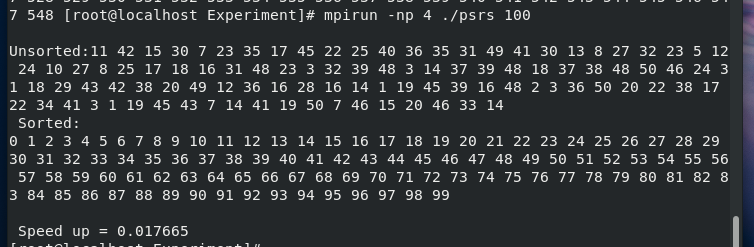 7 548 [root@localhost Experiment]# mpirun -np 4 ./psrs 100
Unsorted:11 42 15 30 7 23 35 17 45 22 25 40 36 35 31 49 41 30 13 8 27 32 23 5 12
24 10 27 8 25 17 18 16 31 48 23 3 32 39 48 3 14 37 39 48 18 37 38 48 50 46 24 3
1 18 29 43 42 38 20 49 12 36 16 28 16 14 1 19 45 39 16 48 2 3 36 50 20 22 38 17
22 34 41 3 1 19 45 43 7 14 41 19 50 7 46 15 20 46 33 14
Sorted:
0 1 2 3 4 5 6 7 8 9 10 11 12 13 14 15 16 17 18 19 20 21 22 23 24 25 26 27 28 29
30 31 32 33 34 35 36 37 38 39 40 41 42 43 44 45 46 47 48 49 50 51 52 53 54 55 56
57 58 59 60 61 62 63 64 65 66 67 68 69 70 71 72 73 74 75 76 77 78 79 80 81 82 8
3 84 85 86 87 88 89 90 91 92 93 94 95 96 97 98 99
Speed up = 0.017665